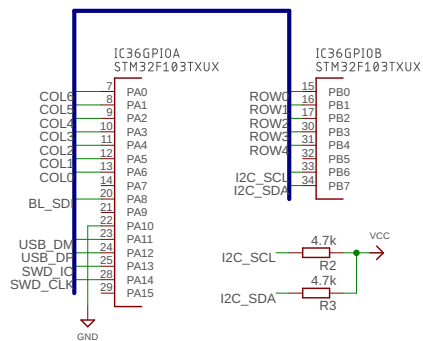 IC36GPIOA
STM32F103TXUX
COL6 7 PA0
COL5 8 PA1
COL4 9 PA2
COL3 10 PA3
COL2 11 PA4
COL1 12 PA5
COL0 13 PA6
14 PA7
BL_SDI 20 PA8
21 PA9
22 PA10
USB_DM 23 PA11
USB_DP 24 PA12
SWD_IO 25 PA13
SWD_CLK 28 PA14
29 PA15
GND
IC36GPIOB
STM32F103TXUX
ROW0 15 PB0
ROW1 16 PB1
ROW2 17 PB2
ROW3 30 PB3
ROW4 31 PB4
32 PB5
I2C_SCL 33 PB6
I2C_SDA 34 PB7
VCC
4.7k
I2C_SCL
R2
4.7k
I2C_SDA
R3